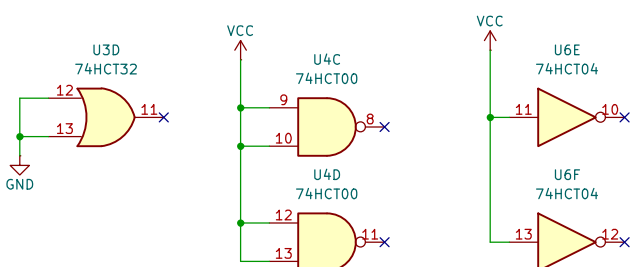 U3D
74HCT32
12
13
11
GND
VCC
U4C
74HCT00
9
10
8
U4D
74HCT00
12
13
11
VCC
U6E
74HCT04
11
10
U6F
74HCT04
13
12